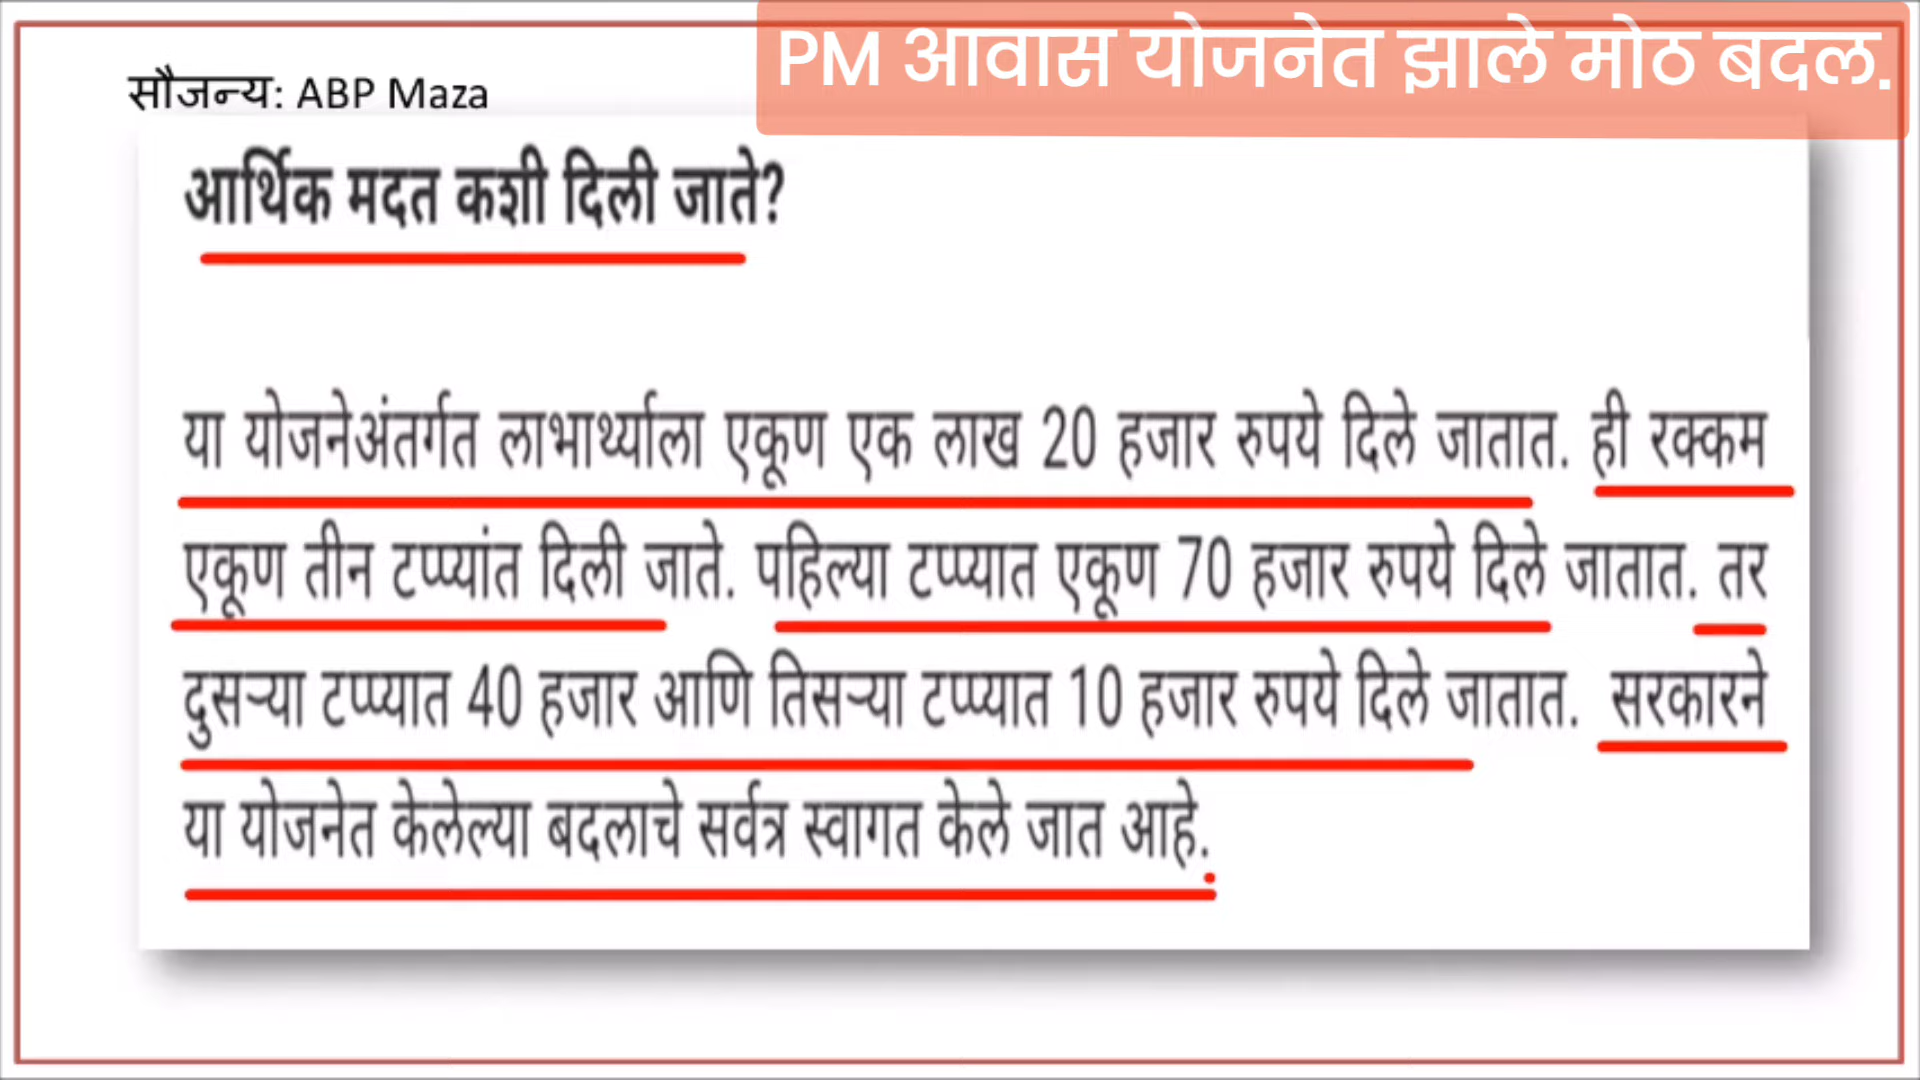 PM आवास योजनेत झाले मोठ बदल.
सौजन्य: ABP Maza
आर्थिक मदत कशी दिली जाते?
या योजनेअंतर्गत लाभार्थ्याला एकूण एक लाख 20 हजार रुपये दिले जातात. ही रक्कम
एकूण तीन टप्प्यांत दिली जाते. पहिल्या टप्प्यात एकूण 70 हजार रुपये दिले जातात. तर
दुसऱ्या टप्प्यात 40 हजार आणि तिसऱ्या टप्प्यात 10 हजार रुपये दिले जातात. सरकारने
या योजनेत केलेल्या बदलाचे सर्वत्र स्वागत केले जात आहे.